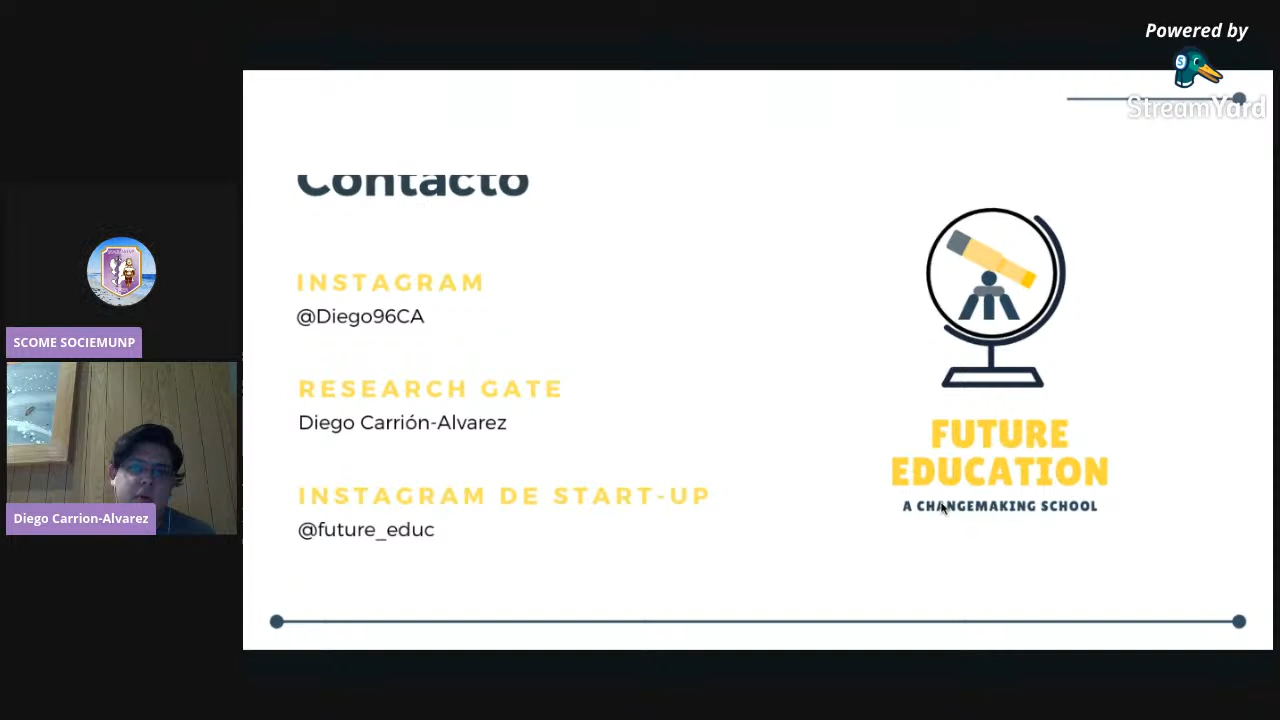 Powered by
StreamYard
Contacto
INSTAGRAM
@Diego96CA
RESEARCH GATE
Diego Carrión-Alvarez
INSTAGRAM DE START-UP
@future_educ
FUTURE
EDUCATION
A CHANGEMAKING SCHOOL
SCOME SOCIEMUNP
Diego Carrion-Alvarez